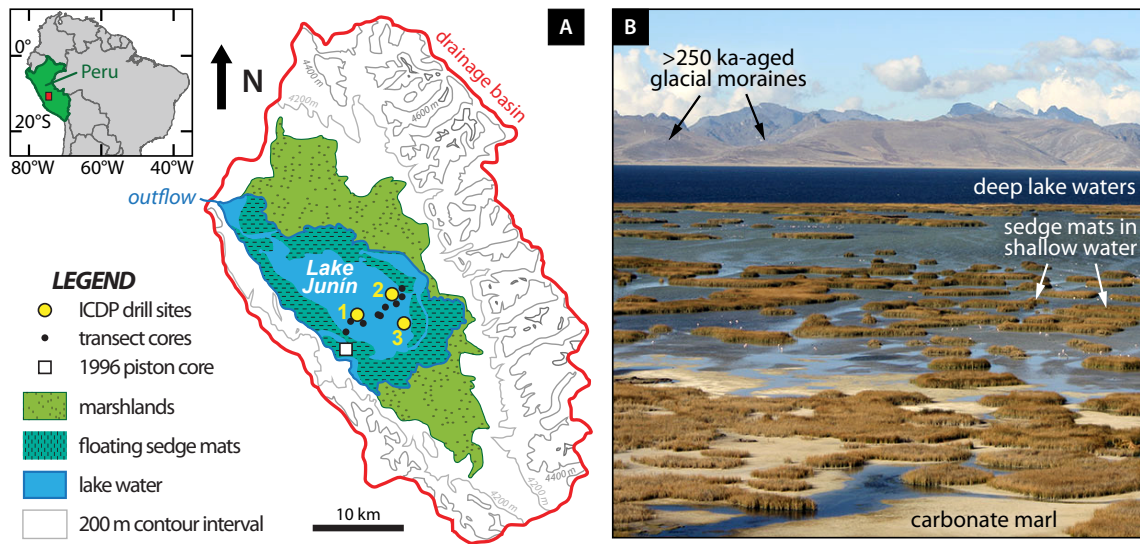 A
0°
Peru
20°S
80°W
60°W
40°W
N
4400 m
4200m
4600 m
drainage basin
outflow
Lake
Junín
1
2
3
LEGEND
ICDP drill sites
transect cores
1996 piston core
marshlands
floating sedge mats
lake water
200 m contour interval
10 km
4200 m
4200 m
4400 m
B
>250 ka-aged
glacial moraines
deep lake waters
sedge mats in
shallow water
carbonate marl